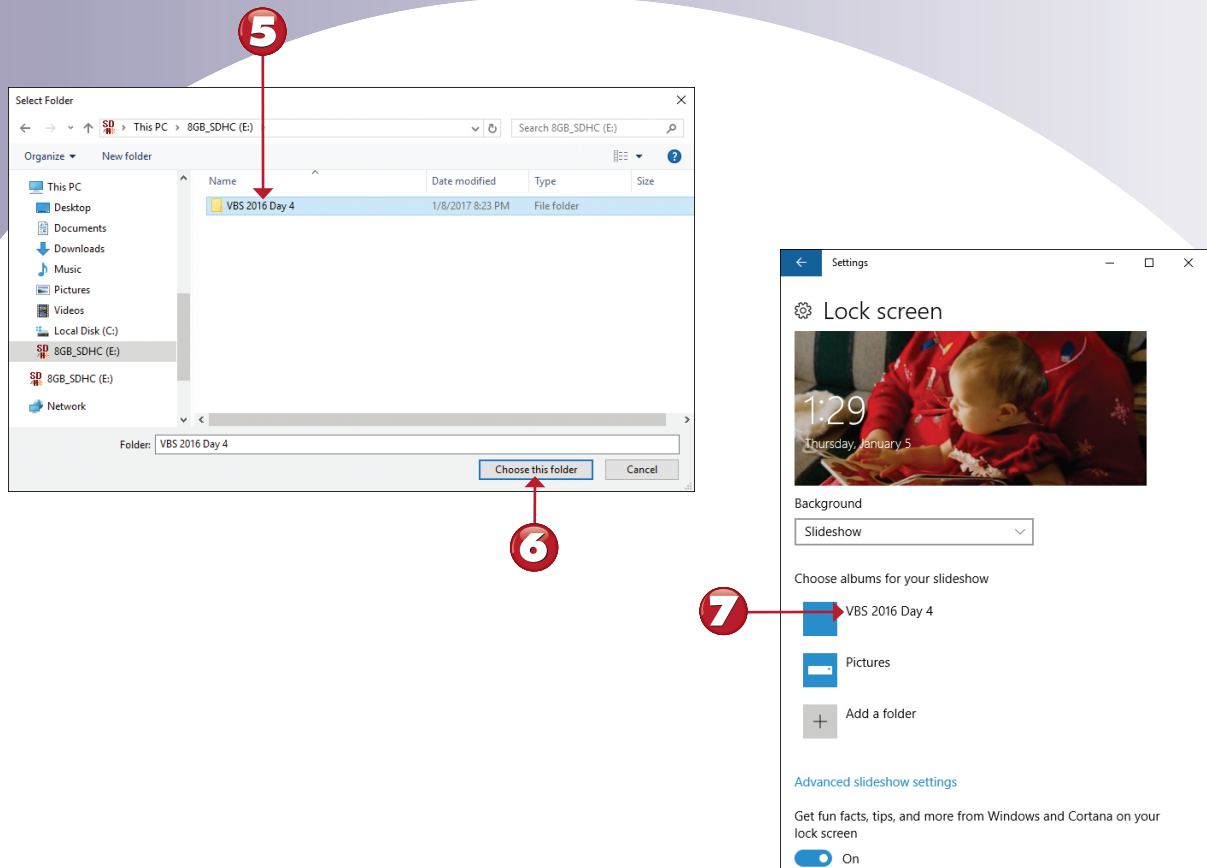 5
Select Folder
This PC > 8GB_SDHC (E:)
Search 8GB_SDHC (E:)
Organize
New folder
Name
Date modified
Type
Size
This PC
Desktop
Documents
Downloads
Music
Pictures
Videos
Local Disk (C:)
8GB_SDHC (E:)
8GB_SDHC (E:)
Network
VBS 2016 Day 4
1/8/2017 8:23 PM
File folder
Folder:
VBS 2016 Day 4
Choose this folder
Cancel
6
Settings
Lock screen
1:29
Thursday, January 5
Background
Slideshow
Choose albums for your slideshow
7
VBS 2016 Day 4
Pictures
Add a folder
Advanced slideshow settings
Get fun facts, tips, and more from Windows and Cortana on your
lock screen
On